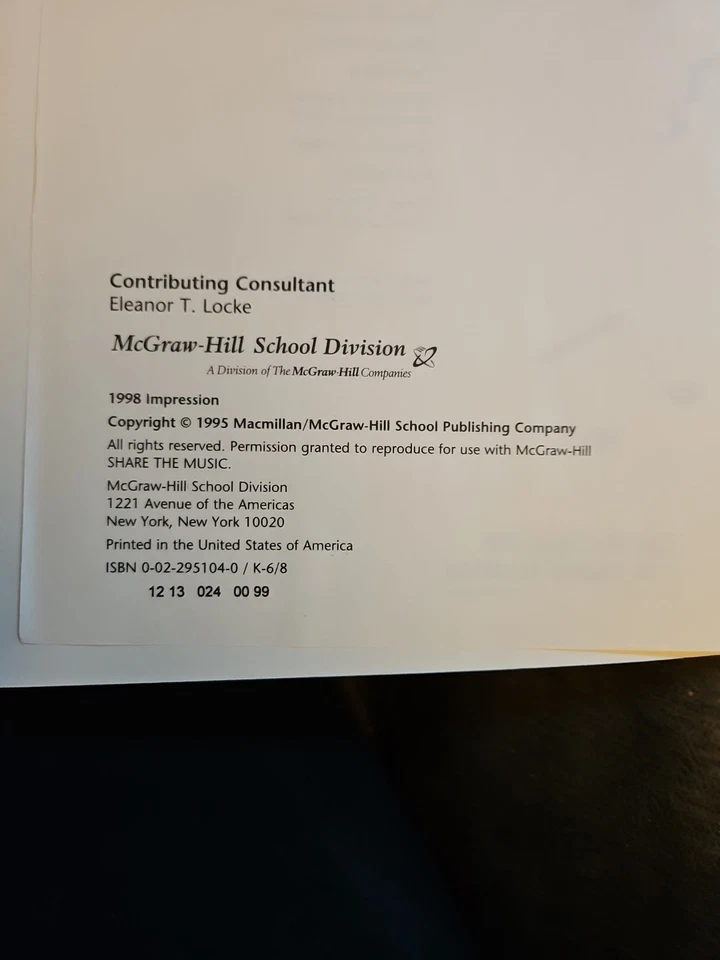 Contributing Consultant
Eleanor T. Locke
McGraw-Hill School Division
A Division of The McGraw-Hill Companies
1998 Impression
Copyright © 1995 Macmillan/McGraw-Hill School Publishing Company
All rights reserved. Permission granted to reproduce for use with McGraw-Hill
SHARE THE MUSIC.
McGraw-Hill School Division
1221 Avenue of the Americas
New York, New York 10020
Printed in the United States of America
ISBN 0-02-295104-0 / K-6/8
12 13 024 00 99